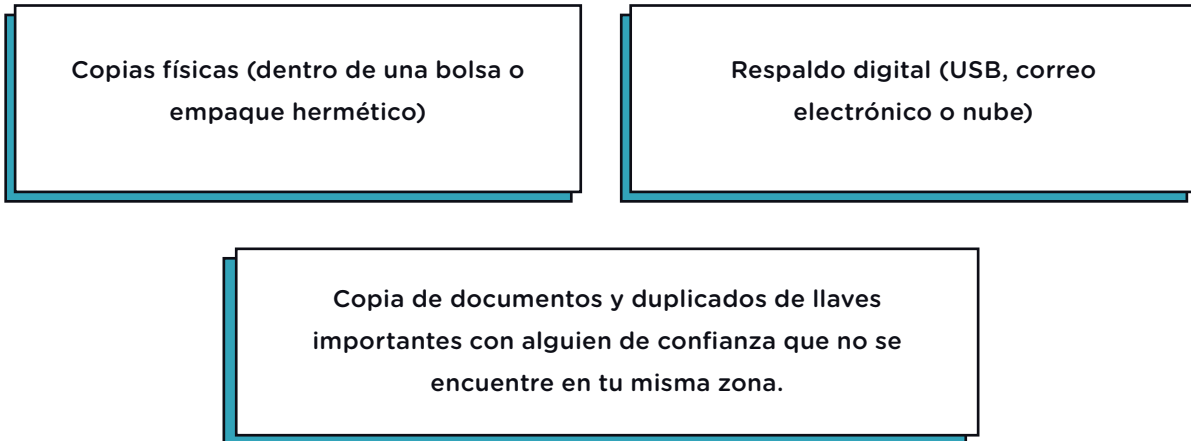 Copias físicas (dentro de una bolsa o
empaque hermético)
Respaldo digital (USB, correo
electrónico o nube)
Copia de documentos y duplicados de llaves
importantes con alguien de confianza que no se
encuentre en tu misma zona.